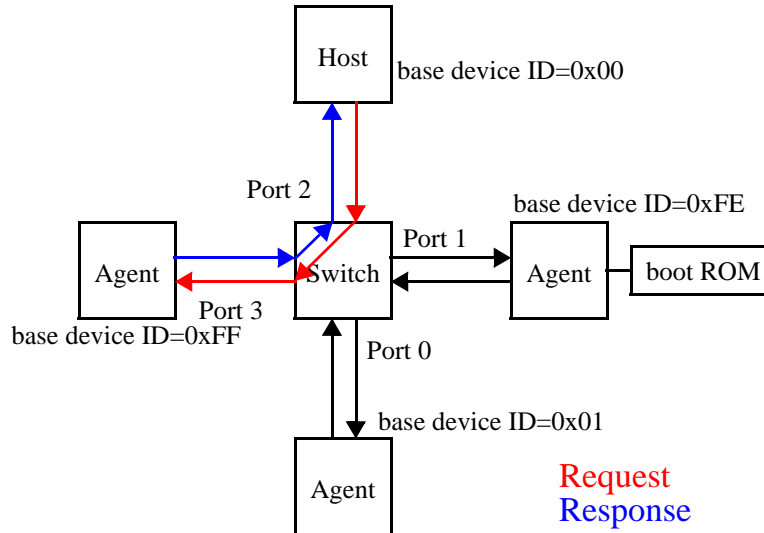 Host
base device ID=0x00
Port 2
base device ID=0xFE
Port 1
Agent
Switch
Agent
boot ROM
Port 3
base device ID=0xFF
Port 0
base device ID=0x01
Agent
Request
Response